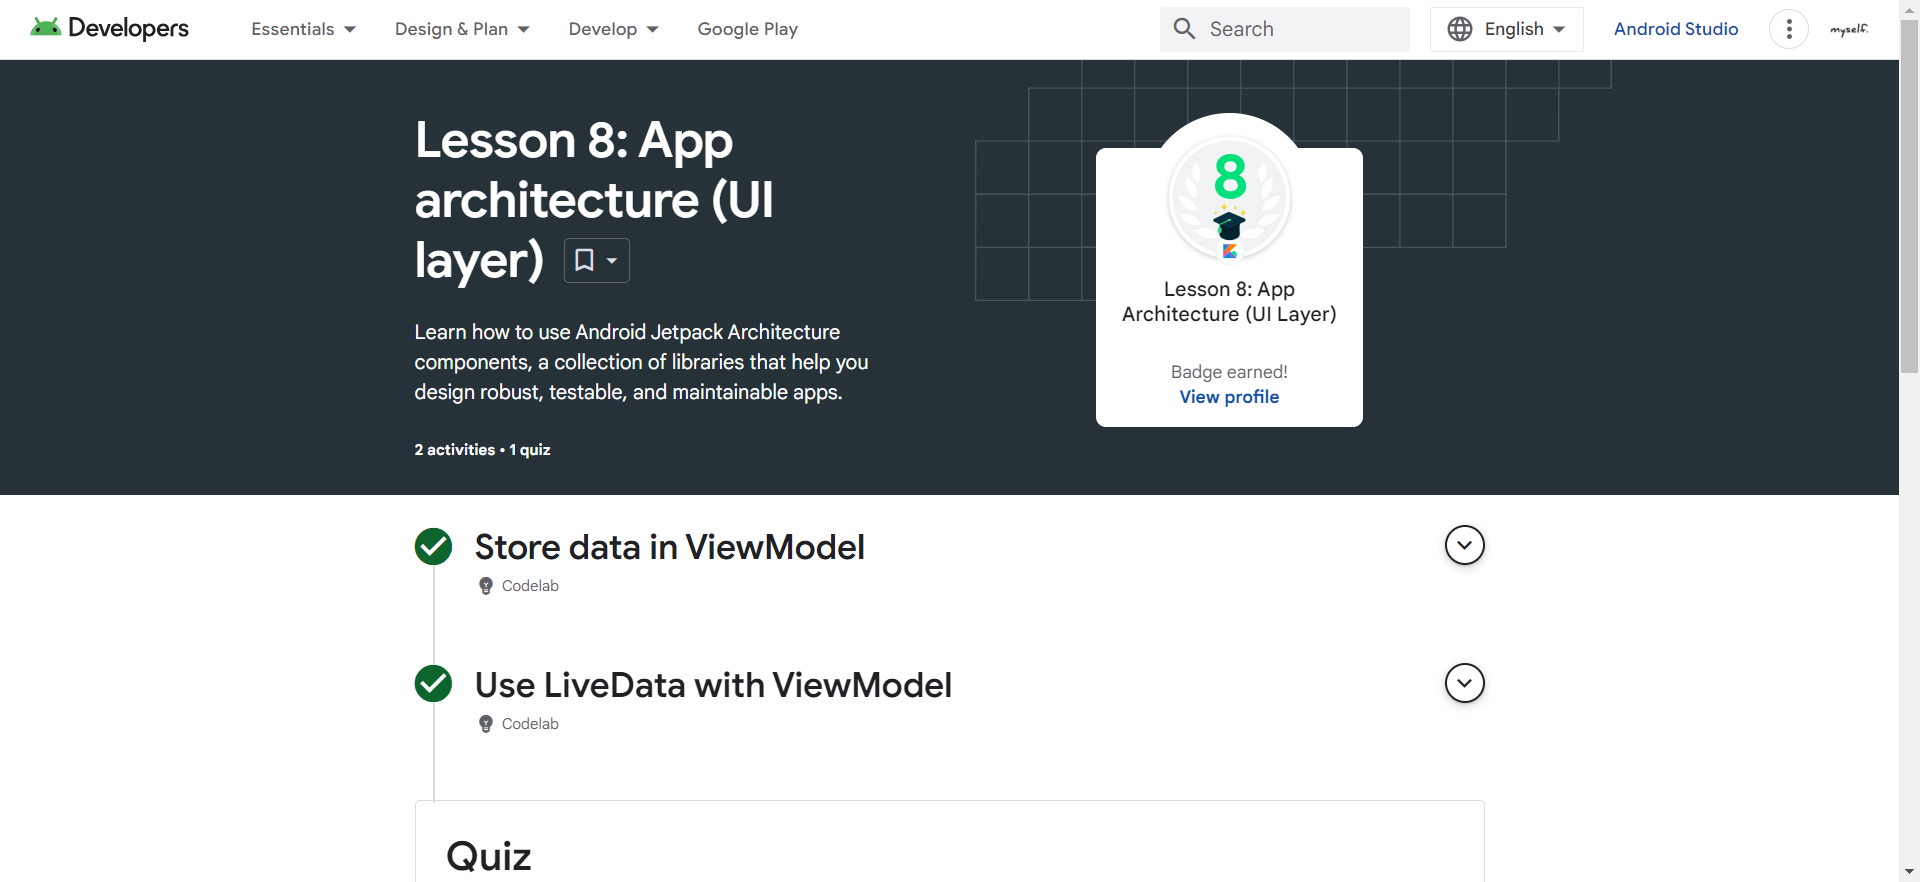 Developers
Essentials
Design & Plan
Develop
Google Play
Search
English
Android Studio
myself.
Lesson 8: App
architecture (UI
layer)
Learn how to use Android Jetpack Architecture
components, a collection of libraries that help you
design robust, testable, and maintainable apps.
2 activities • 1 quiz
8
Lesson 8: App
Architecture (UI Layer)
Badge earned!
View profile
Store data in ViewModel
Codelab
Use LiveData with ViewModel
Codelab
Quiz